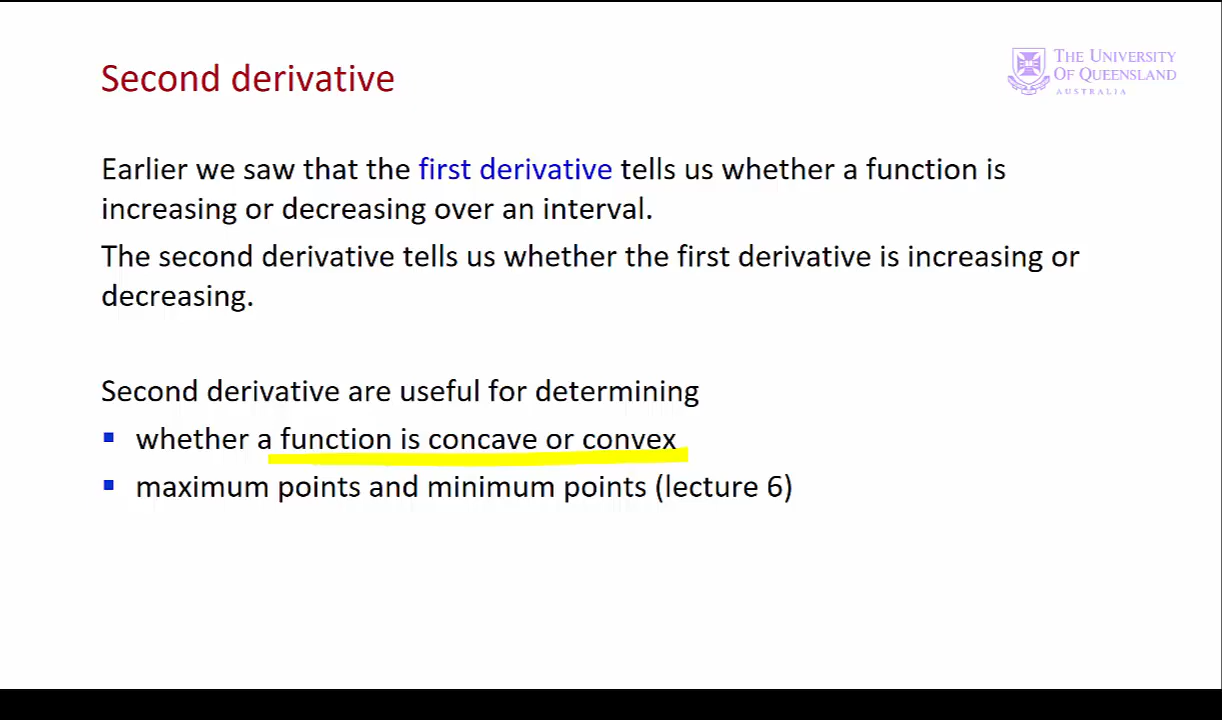 Second derivative
THE UNIVERSITY
OF QUEENSLAND
AUSTRALIA
Earlier we saw that the first derivative tells us whether a function is
increasing or decreasing over an interval.
The second derivative tells us whether the first derivative is increasing or
decreasing.
Second derivative are useful for determining
▪ whether a function is concave or convex
▪ maximum points and minimum points (lecture 6)